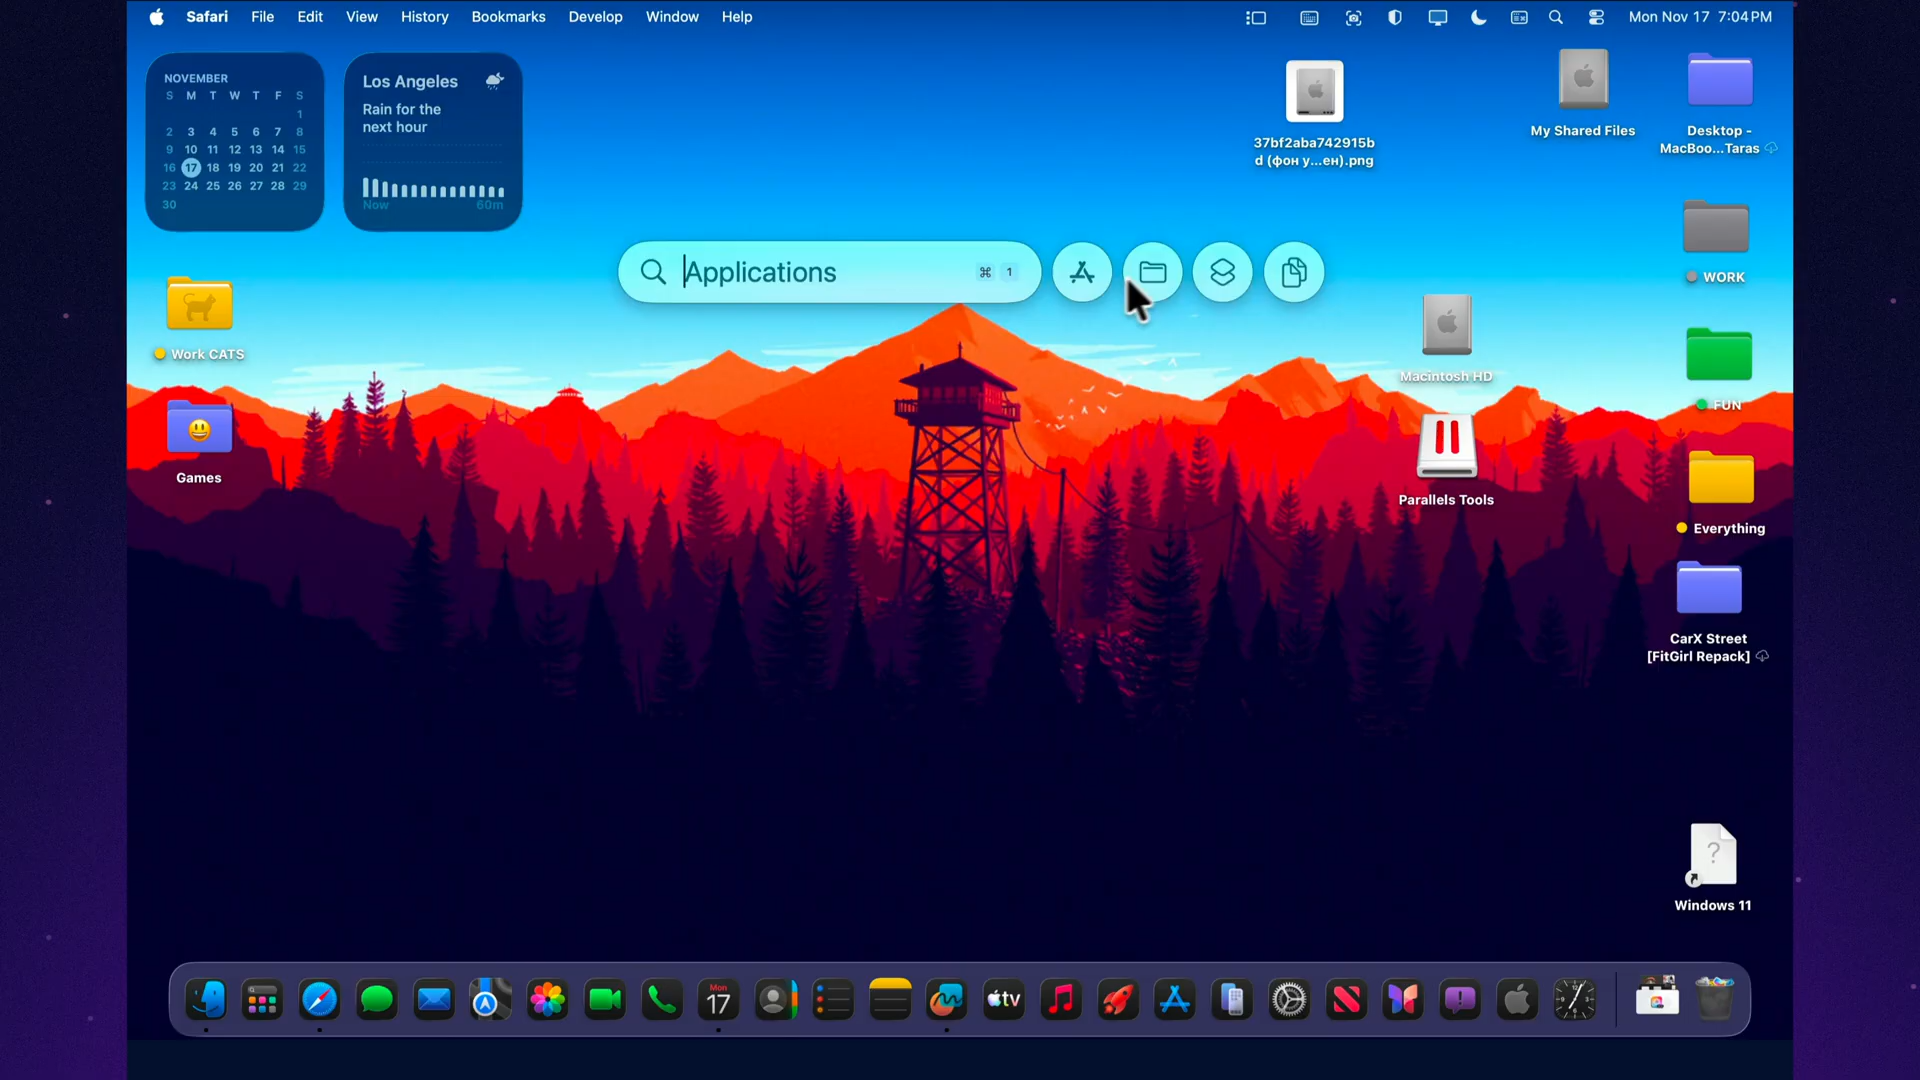 Safari File Edit View History Bookmarks Develop Window Help
Mon Nov 17 7:04 PM
NOVEMBER
S M T W T F S
1
2 3 4 5 6 7 8
9 10 11 12 13 14 15
16 17 18 19 20 21 22
23 24 25 26 27 28 29
30
Los Angeles
Rain for the
next hour
Now 60m
37bf2aba742915b
d (фон у...ен).png
My Shared Files
Desktop -
MacBoo...Taras
WORK
Applications ⌘ 1
Work CATS
Macintosh HD
FUN
Games
Parallels Tools
Everything
CarX Street
[FitGirl Repack]
?
Windows 11
Mon
17
tv